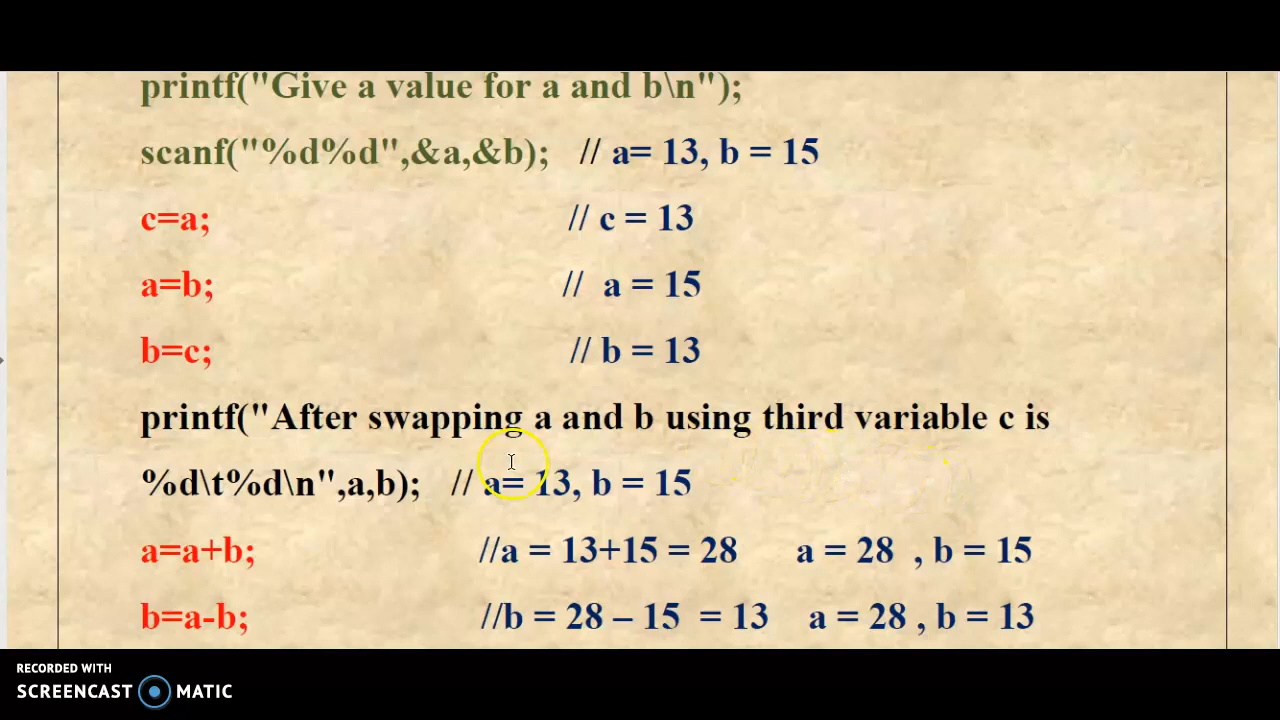 printf("Give a value for a and b\n");
scanf("%d%d",&a,&b); // a= 13, b = 15
c=a; // c = 13
a=b; // a = 15
b=c; // b = 13
printf("After swapping a and b using third variable c is
%d\t%d\n",a,b); // a= 13, b = 15
a=a+b; //a = 13+15 = 28 a = 28 , b = 15
b=a-b; //b = 28 – 15 = 13 a = 28 , b = 13
RECORDED WITH
SCREENCAST MATIC